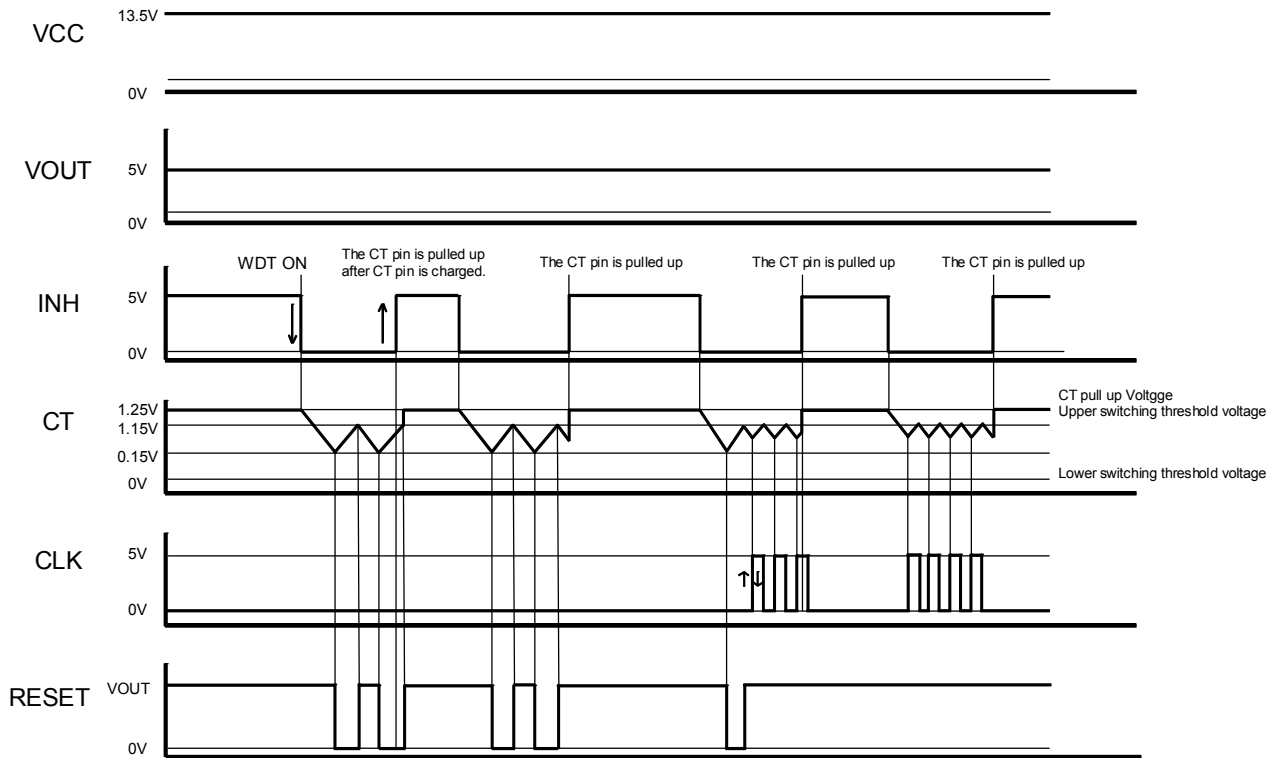 13.5V
VCC
0V
VOUT
5V
0V
WDT ON
The CT pin is pulled up
after CT pin is charged.
The CT pin is pulled up
The CT pin is pulled up
The CT pin is pulled up
INH
5V
0V
CT
1.25V
1.15V
0.15V
0V
CT pull up Voltgge
Upper switching threshold voltage
Lower switching threshold voltage
CLK
5V
0V
RESET
VOUT
0V